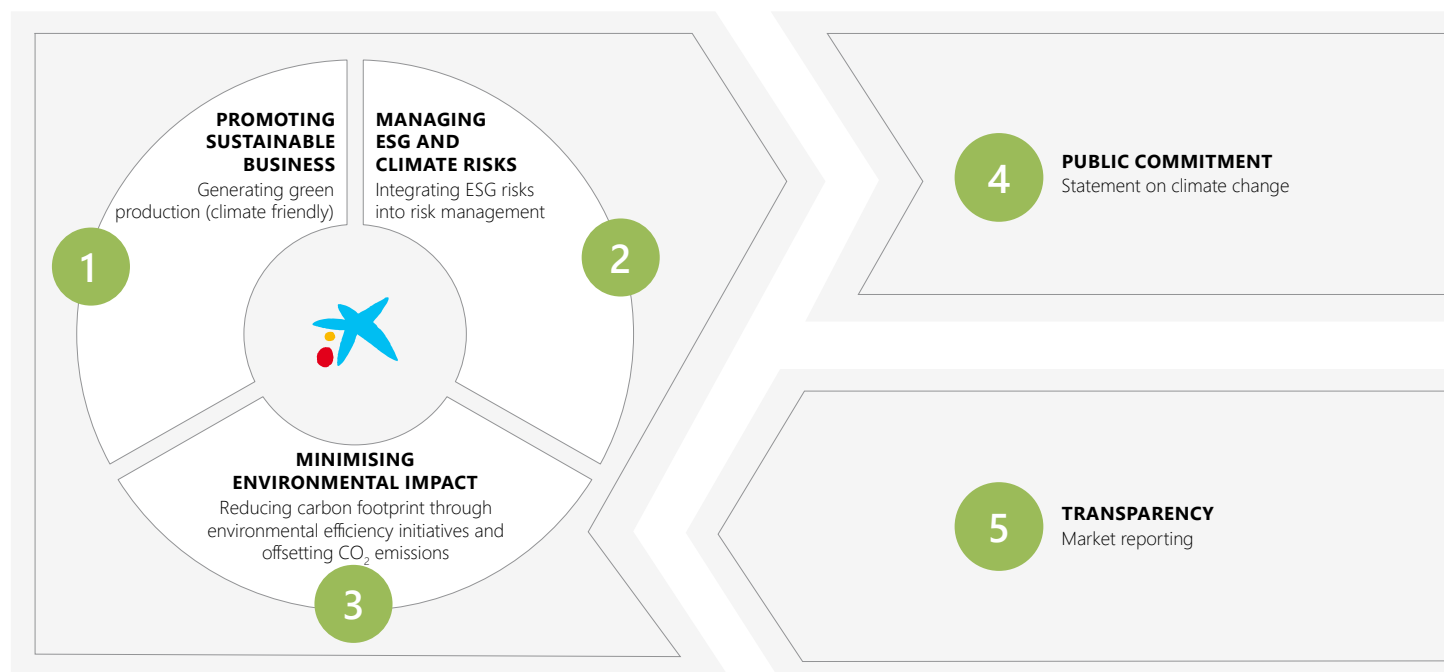 PROMOTING
SUSTAINABLE
BUSINESS
Generating green
production (climate friendly)
1
MANAGING
ESG AND
CLIMATE RISKS
Integrating ESG risks
into risk management
2
MINIMISING
ENVIRONMENTAL IMPACT
Reducing carbon footprint through
environmental efficiency initiatives and
offsetting CO₂ emissions
3
4
PUBLIC COMMITMENT
Statement on climate change
5
TRANSPARENCY
Market reporting